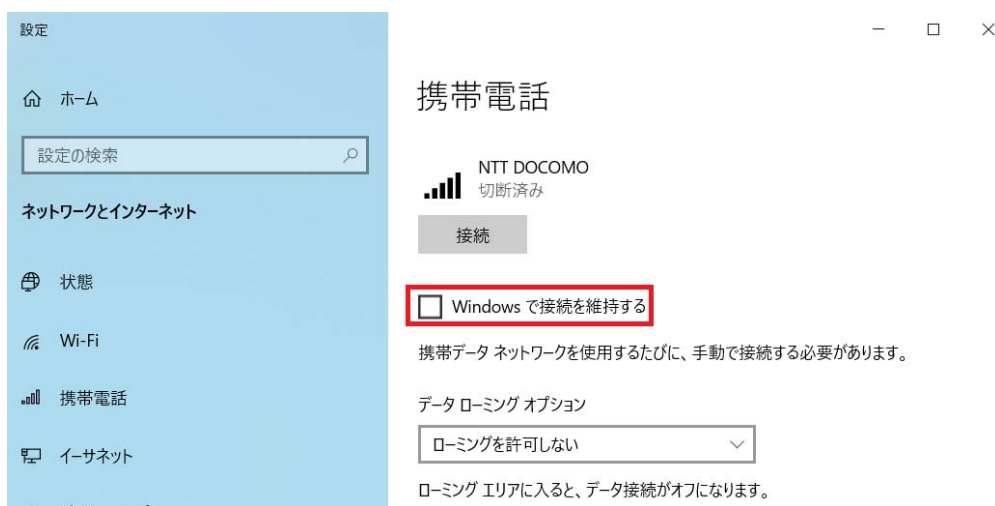 設定
ホーム
設定の検索
ネットワークとインターネット
状態
Wi-Fi
携帯電話
イーサネット
携帯電話
NTT DOCOMO
切断済み
接続
Windows で接続を維持する
携帯データ ネットワークを使用するたびに、手動で接続する必要があります。
データ ローミング オプション
ローミングを許可しない
ローミング エリアに入ると、データ接続がオフになります。